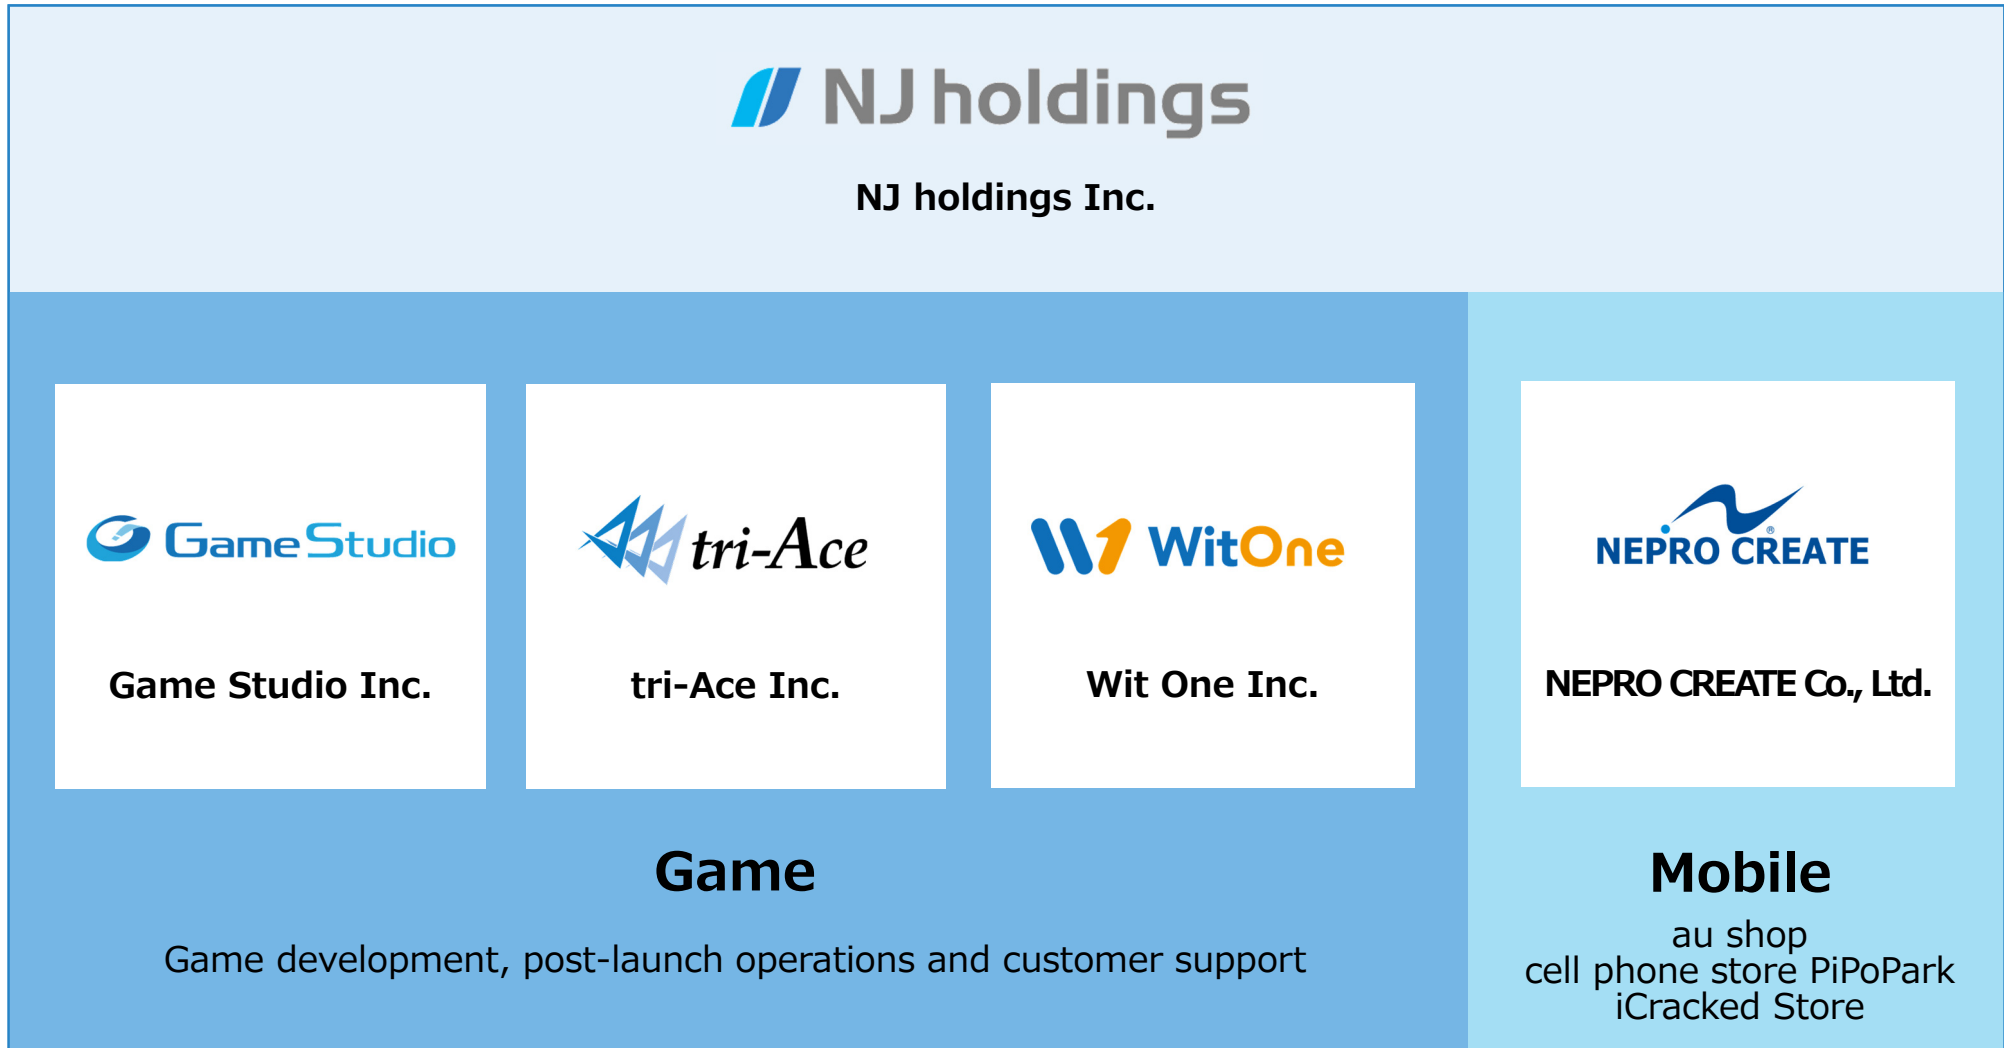 NJ holdings
NJ holdings Inc.
GameStudio
Game Studio Inc.
tri-Ace
tri-Ace Inc.
W1 WitOne
Wit One Inc.
NEPRO CREATE ®
NEPRO CREATE Co., Ltd.
Game
Game development, post-launch operations and customer support
Mobile
au shop
cell phone store PiPoPark
iCracked Store